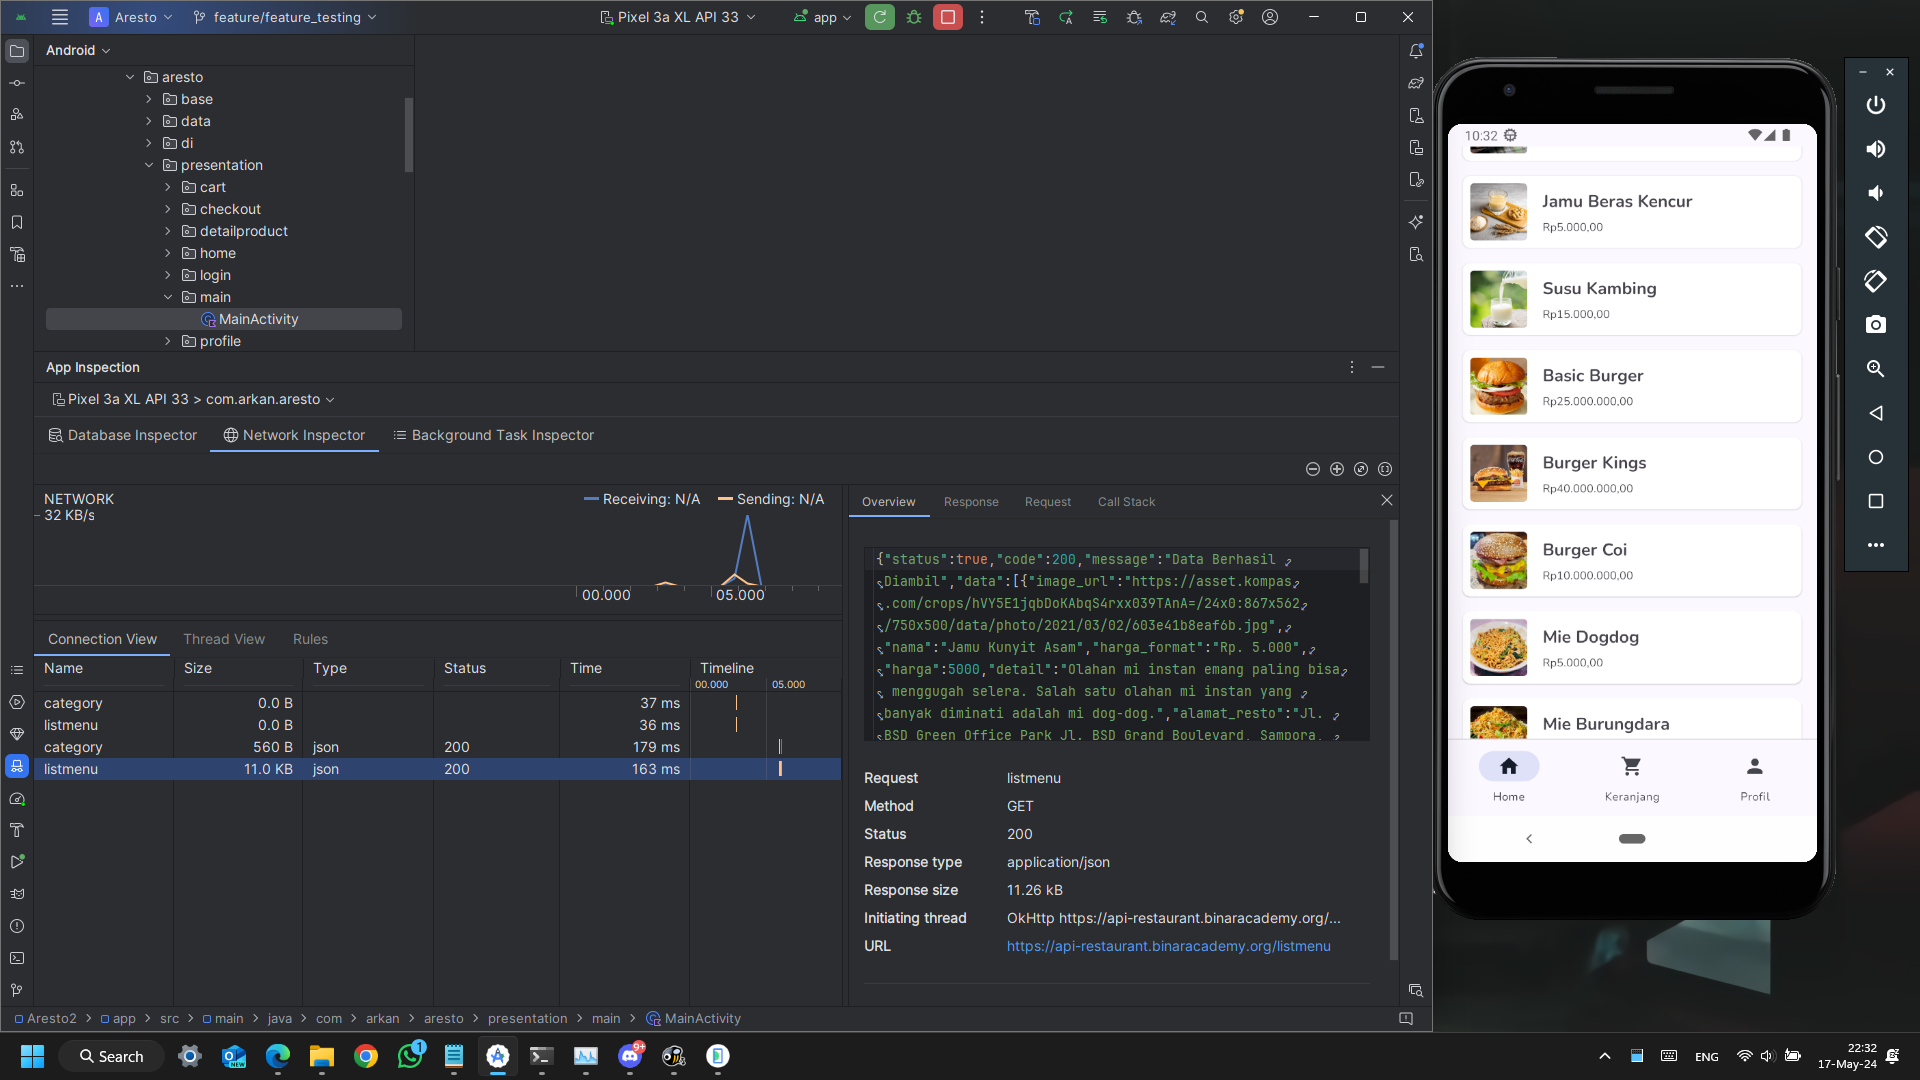 A Aresto
feature/feature_testing
Pixel 3a XL API 33
app
Android
aresto
base
data
di
presentation
cart
checkout
detailproduct
home
login
main
MainActivity
profile
App Inspection
Pixel 3a XL API 33 > com.arkan.aresto
Database Inspector
Network Inspector
Background Task Inspector
NETWORK
32 KB/s
Receiving: N/A
Sending: N/A
00.000
05.000
Connection View
Thread View
Rules
Name Size Type Status Time Timeline
00.000 05.000
category 0.0 B 37 ms
listmenu 0.0 B 36 ms
category 560 B json 200 179 ms
listmenu 11.0 KB json 200 163 ms
Overview
Response
Request
Call Stack
{"status":true,"code":200,"message":"Data Berhasil
Diambil","data":[{"image_url":"https://asset.kompas
.com/crops/hVY5E1jqbDoKAbqS4rxx039TAnA=/24x0:867x562
/750x500/data/photo/2021/03/02/603e41b8eaf6b.jpg",
"nama":"Jamu Kunyit Asam","harga_format":"Rp. 5.000",
"harga":5000,"detail":"Olahan mi instan emang paling bisa
menggugah selera. Salah satu olahan mi instan yang
banyak diminati adalah mi dog-dog.","alamat_resto":"Jl.
BSD Green Office Park Jl. BSD Grand Boulevard, Sampora,
Request listmenu
Method GET
Status 200
Response type application/json
Response size 11.26 kB
Initiating thread OkHttp https://api-restaurant.binaracademy.org/...
URL https://api-restaurant.binaracademy.org/listmenu
Aresto2 > app > src > main > java > com > arkan > aresto > presentation > main > MainActivity
10:32
Jamu Beras Kencur
Rp5.000,00
Susu Kambing
Rp15.000,00
Basic Burger
Rp25.000.000,00
Burger Kings
Rp40.000.000,00
Burger Coi
Rp10.000.000,00
Mie Dogdog
Rp5.000,00
Mie Burungdara
Home
Keranjang
Profil
Search
NEW
1
9+
ENG
22:32
17-May-24